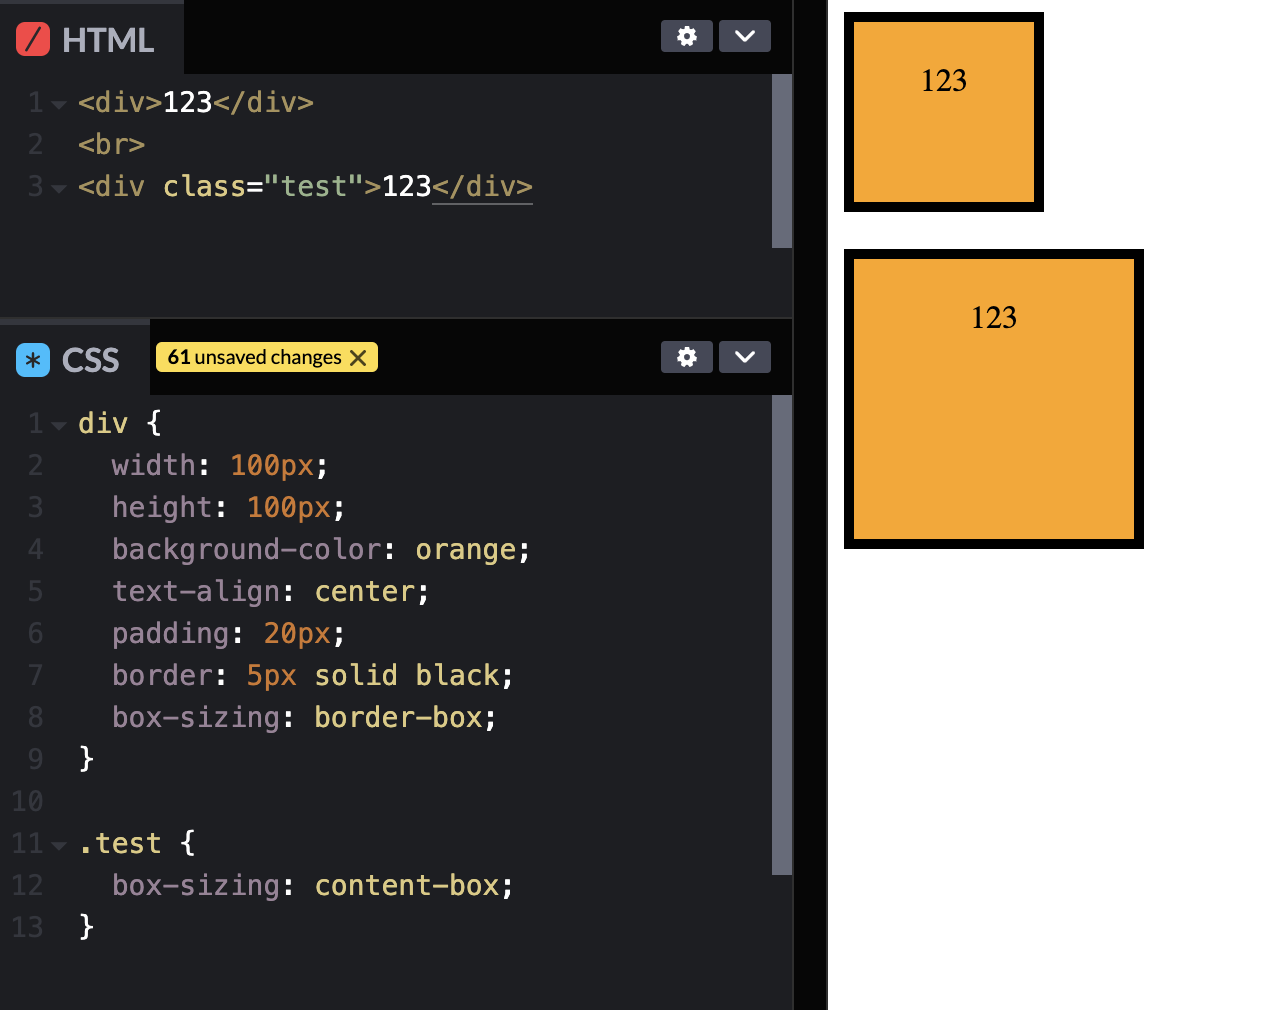 HTML
1 <div>123</div>
2 <br>
3 <div class="test">123</div>
CSS 61 unsaved changes
1 div {
2   width: 100px;
3   height: 100px;
4   background-color: orange;
5   text-align: center;
6   padding: 20px;
7   border: 5px solid black;
8   box-sizing: border-box;
9 }
10
11 .test {
12   box-sizing: content-box;
13 }
123
123